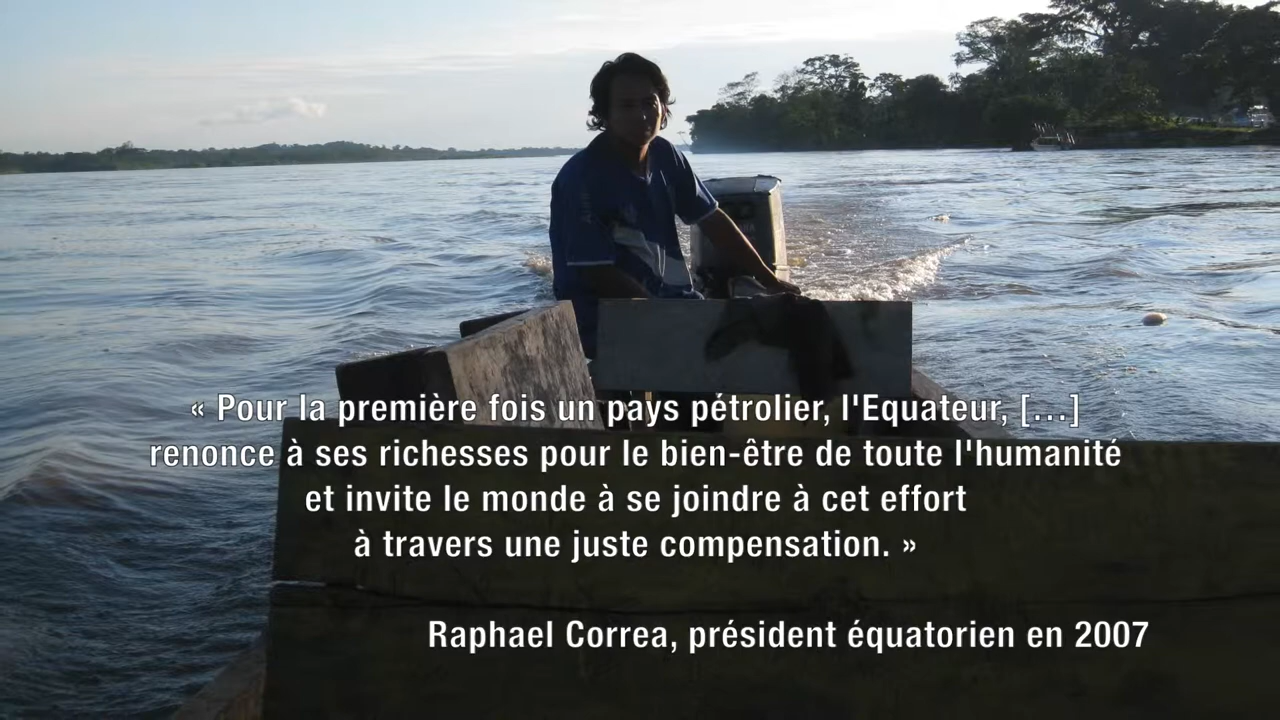 « Pour la première fois un pays pétrolier, l'Equateur, [...]
renonce à ses richesses pour le bien-être de toute l'humanité
et invite le monde à se joindre à cet effort
à travers une juste compensation. »
Raphael Correa, président équatorien en 2007